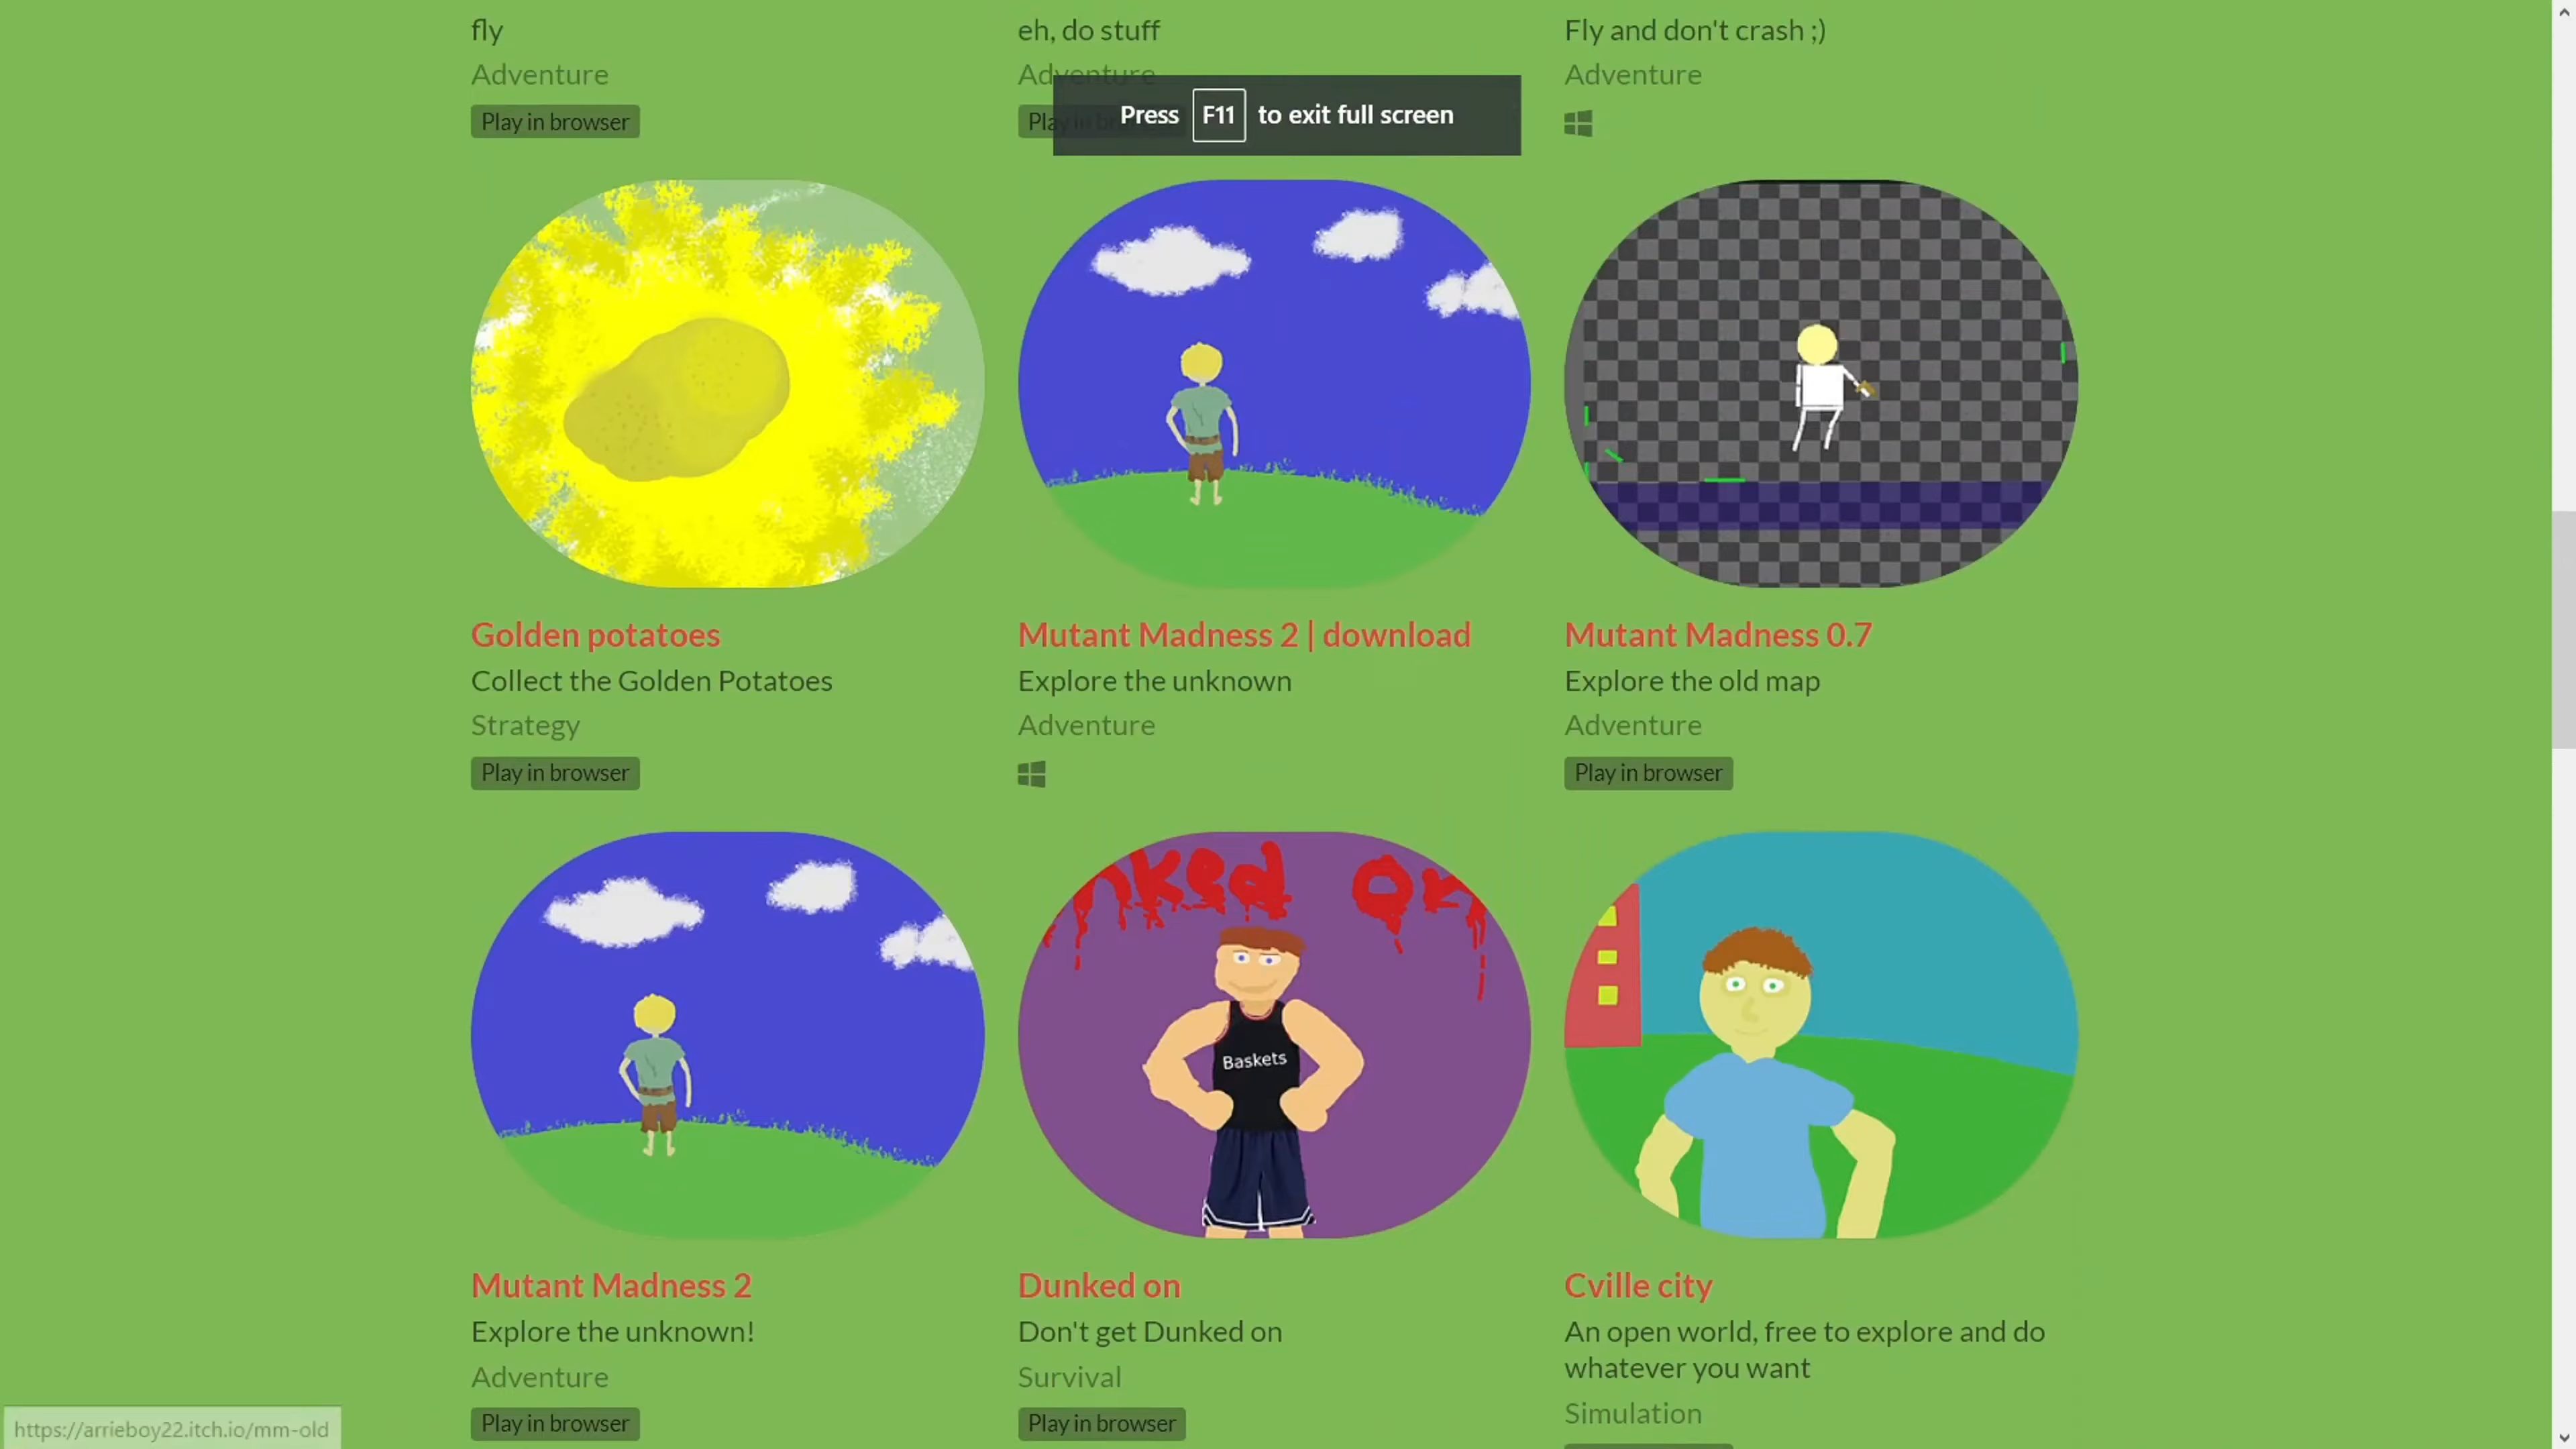 fly
Adventure
Play in browser
eh, do stuff
Adventure
Fly and don't crash ;)
Adventure
Press F11 to exit full screen
Golden potatoes
Collect the Golden Potatoes
Strategy
Play in browser
Mutant Madness 2 | download
Explore the unknown
Adventure
Mutant Madness 0.7
Explore the old map
Adventure
Play in browser
nked On
Baskets
Mutant Madness 2
Explore the unknown!
Adventure
Play in browser
Dunked on
Don't get Dunked on
Survival
Play in browser
Cville city
An open world, free to explore and do
whatever you want
Simulation
https://arrieboy22.itch.io/mm-old